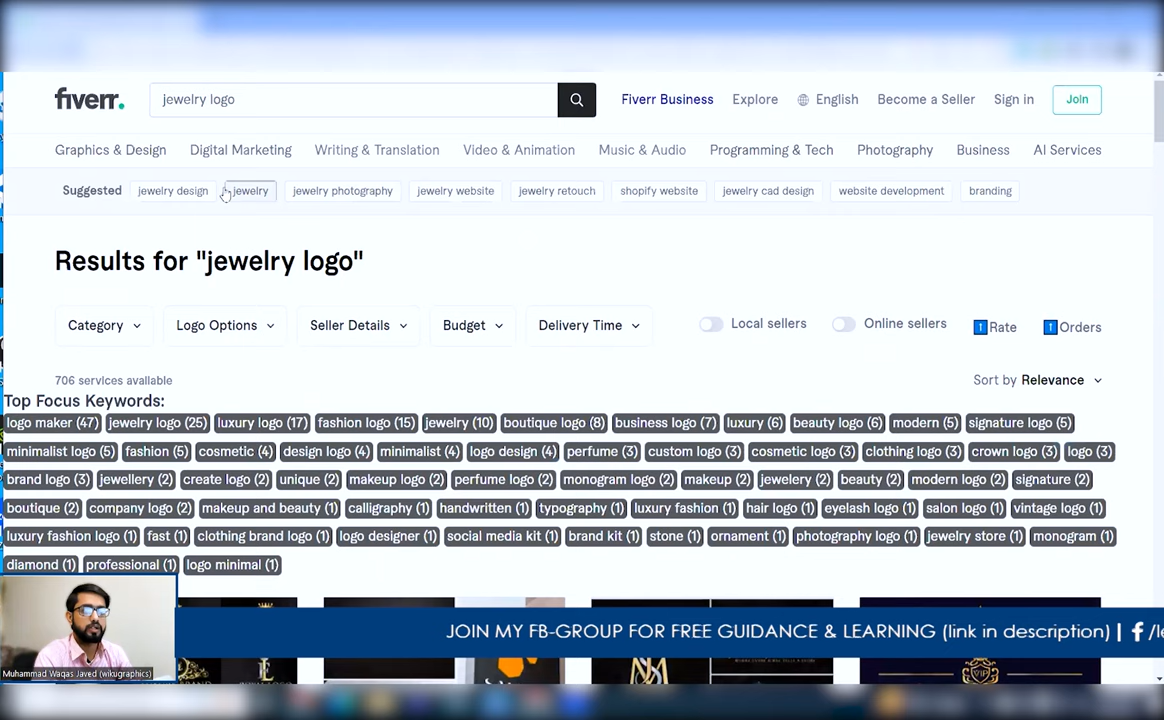 fiverr.
jewelry logo
Fiverr Business
Explore
English
Become a Seller
Sign in
Join
Graphics & Design
Digital Marketing
Writing & Translation
Video & Animation
Music & Audio
Programming & Tech
Photography
Business
AI Services
Suggested
jewelry design
jewelry
jewelry photography
jewelry website
jewelry retouch
shopify website
jewelry cad design
website development
branding
Results for "jewelry logo"
Category
Logo Options
Seller Details
Budget
Delivery Time
Local sellers
Online sellers
Rate
Orders
706 services available
Sort by Relevance
Top Focus Keywords:
logo maker (47) jewelry logo (25) luxury logo (17) fashion logo (15) jewelry (10) boutique logo (8) business logo (7) luxury (6) beauty logo (6) modern (5) signature logo (5)
minimalist logo (5) fashion (5) cosmetic (4) design logo (4) minimalist (4) logo design (4) perfume (3) custom logo (3) cosmetic logo (3) clothing logo (3) crown logo (3) logo (3)
brand logo (3) jewellery (2) create logo (2) unique (2) makeup logo (2) perfume logo (2) monogram logo (2) makeup (2) jewelery (2) beauty (2) modern logo (2) signature (2)
boutique (2) company logo (2) makeup and beauty (1) calligraphy (1) handwritten (1) typography (1) luxury fashion (1) hair logo (1) eyelash logo (1) salon logo (1) vintage logo (1)
luxury fashion logo (1) fast (1) clothing brand logo (1) logo designer (1) social media kit (1) brand kit (1) stone (1) ornament (1) photography logo (1) jewelry store (1) monogram (1)
diamond (1) professional (1) logo minimal (1)
VIP
JOIN MY FB-GROUP FOR FREE GUIDANCE & LEARNING (link in description) | f /le
Muhammad Waqas Javed (wikugraphics)